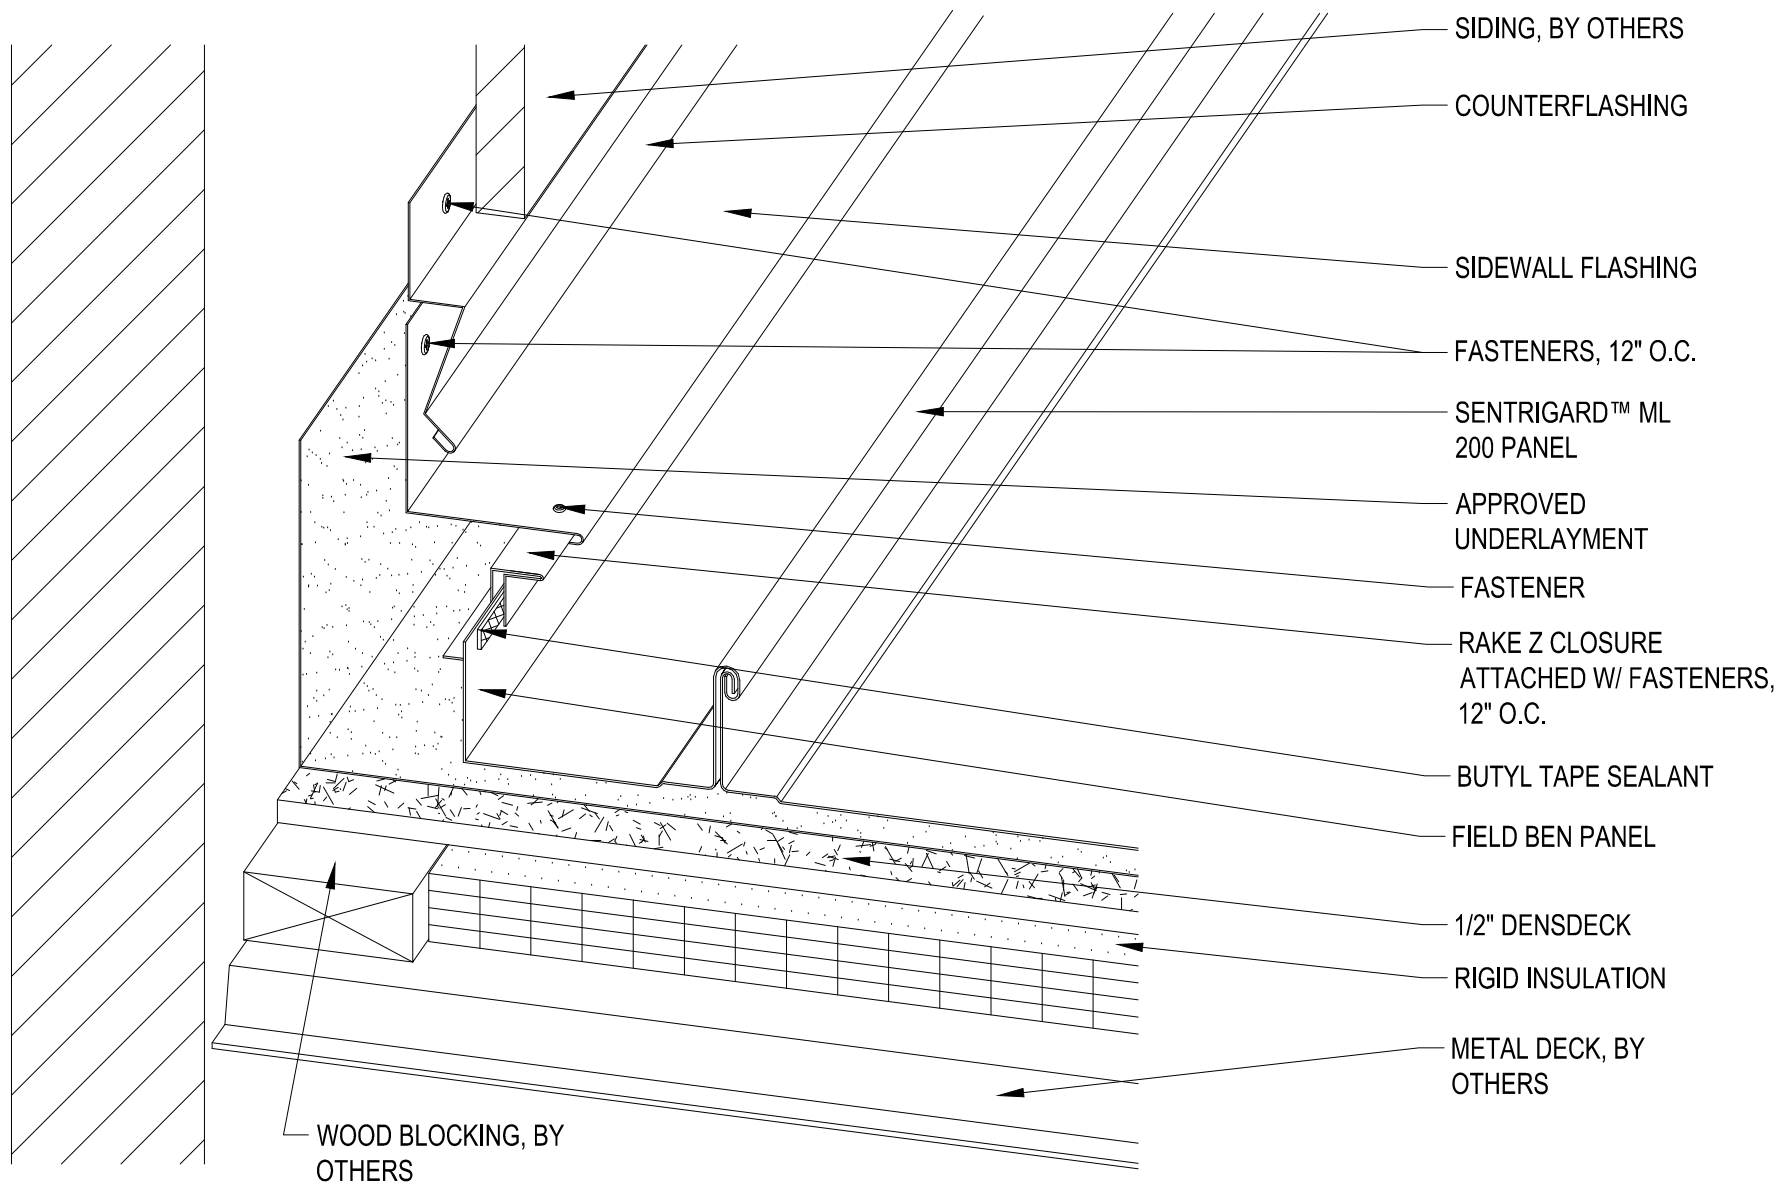 SIDING, BY OTHERS
COUNTERFLASHING
SIDEWALL FLASHING
FASTENERS, 12" O.C.
SENTRIGARD™ ML
200 PANEL
APPROVED
UNDERLAYMENT
FASTENER
RAKE Z CLOSURE
ATTACHED W/ FASTENERS,
12" O.C.
BUTYL TAPE SEALANT
FIELD BEN PANEL
1/2" DENSDECK
RIGID INSULATION
METAL DECK, BY
OTHERS
WOOD BLOCKING, BY
OTHERS